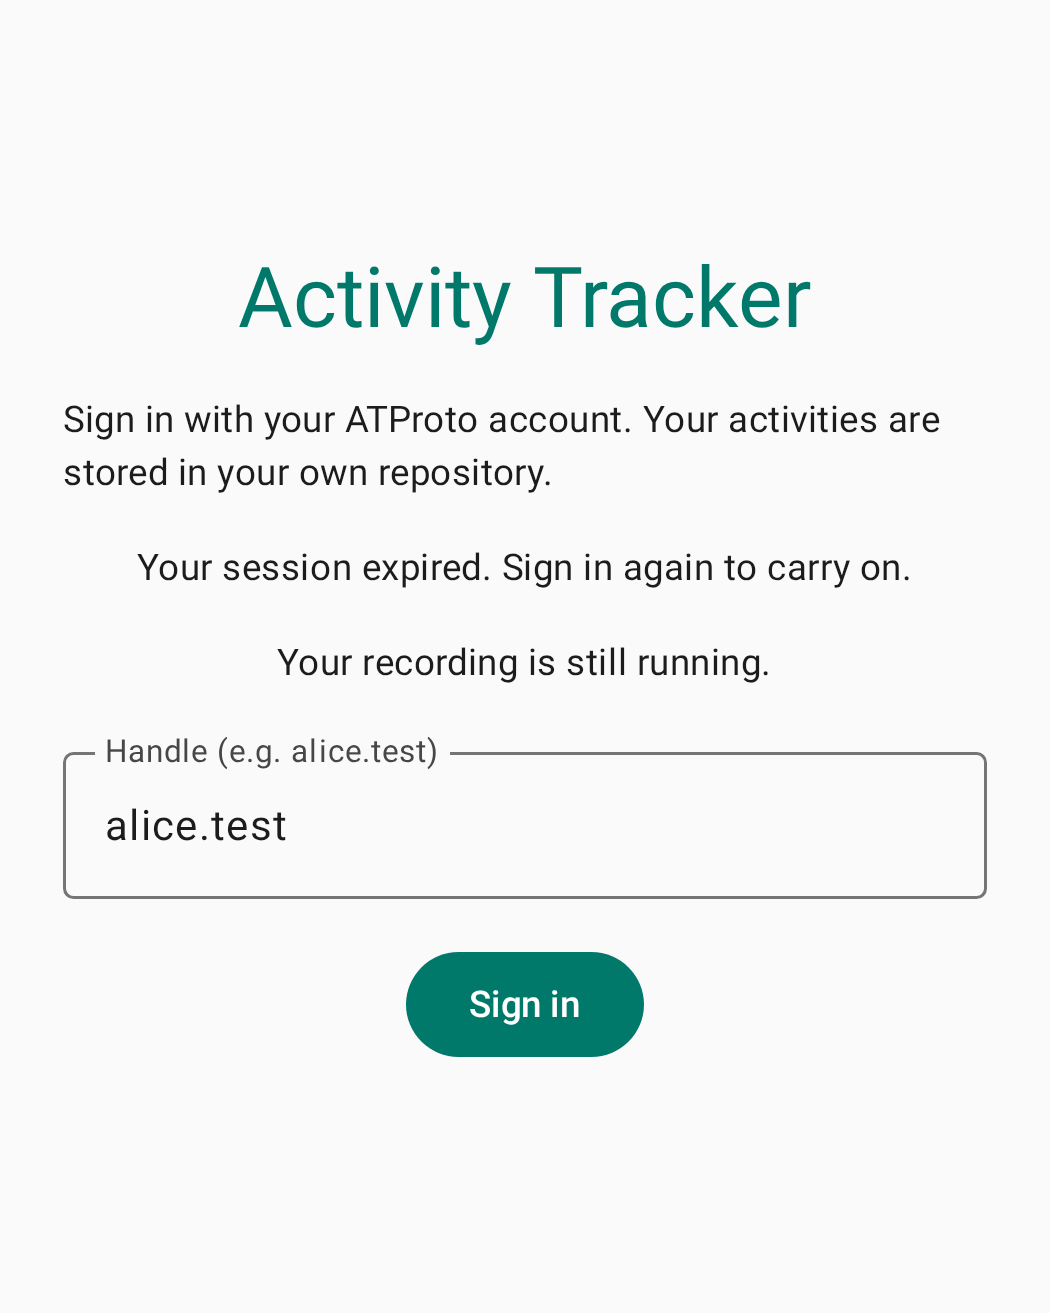 Activity Tracker
Sign in with your ATProto account. Your activities are
stored in your own repository.
Your session expired. Sign in again to carry on.
Your recording is still running.
Handle (e.g. alice.test)
alice.test
Sign in